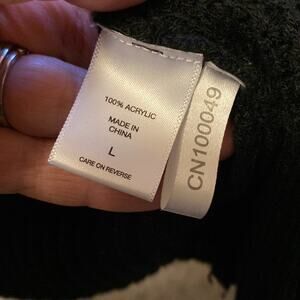 100% ACRYLIC
MADE IN
CHINA
L
CARE ON REVERSE
CN100049